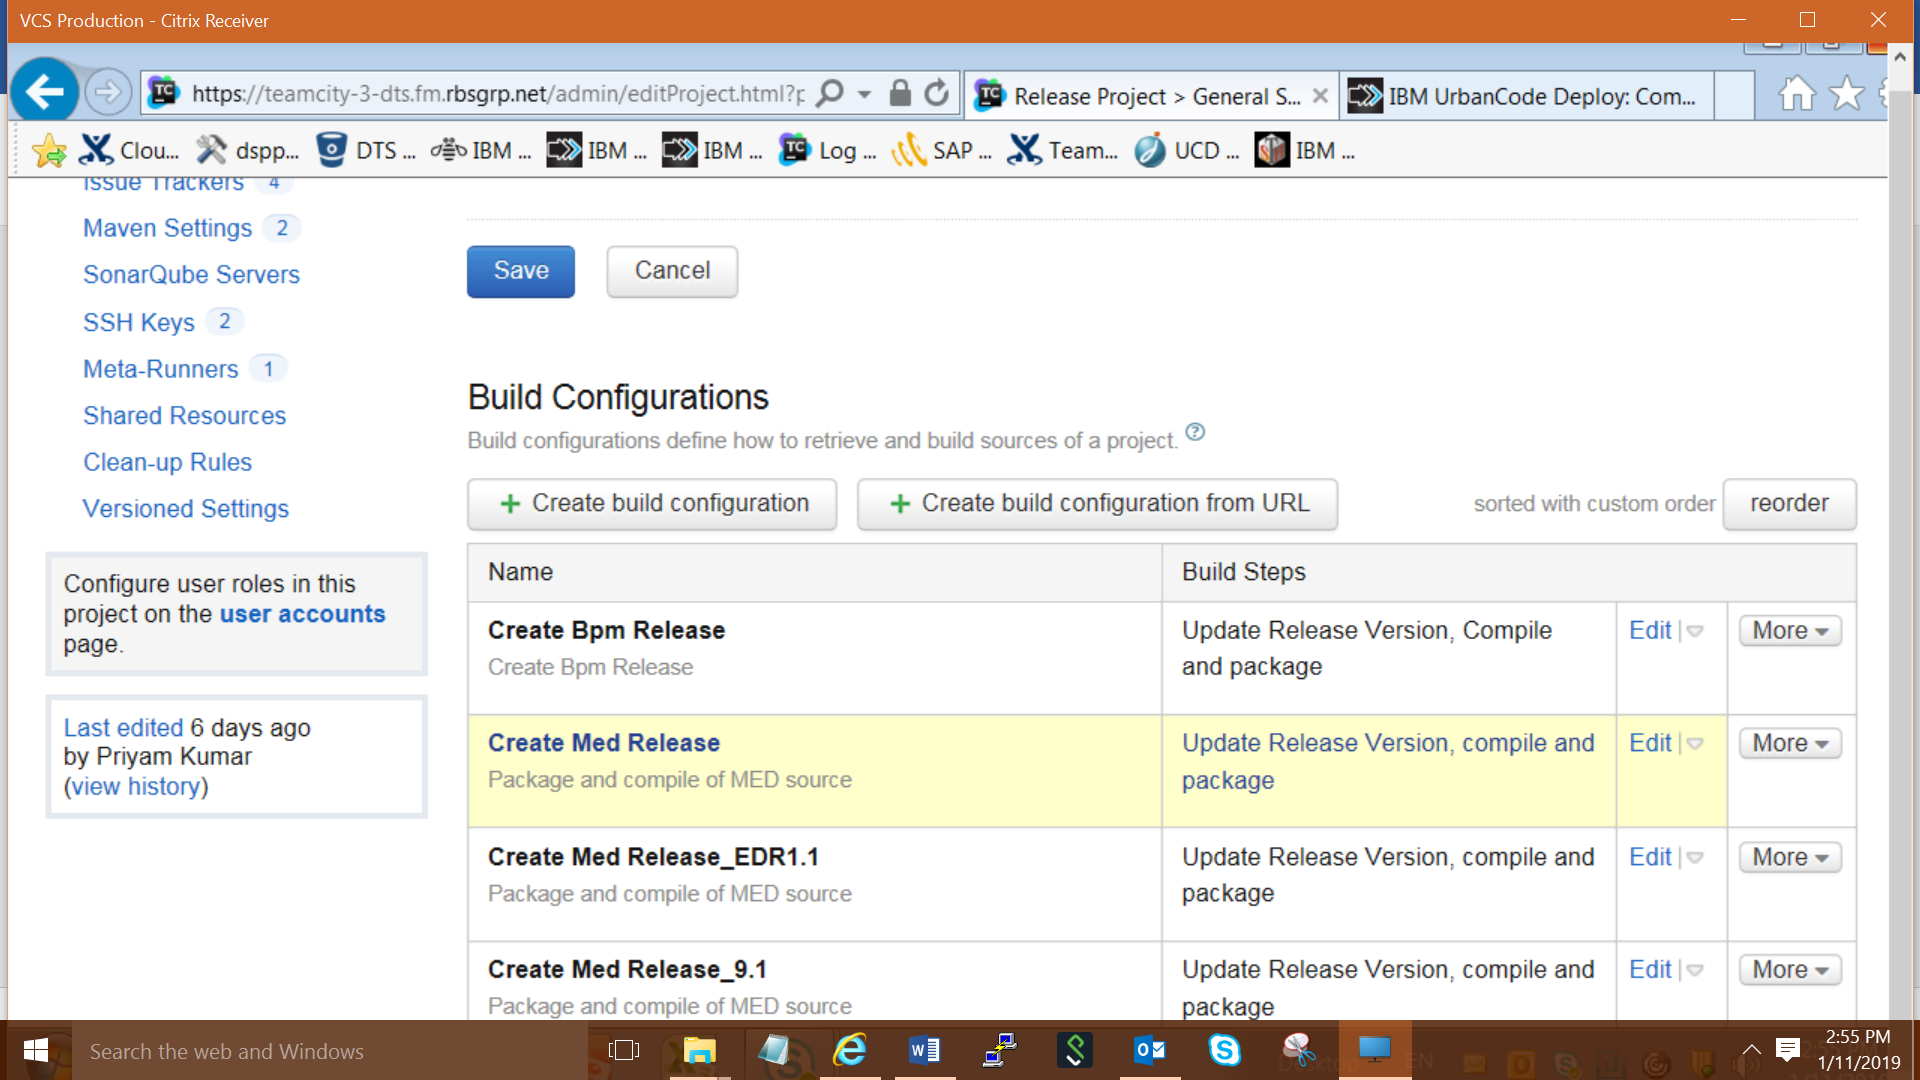 VCS Production - Citrix Receiver
https://teamcity-3-dts.fm.rbsgrp.net/admin/editProject.html?p
Release Project > General S...
IBM UrbanCode Deploy: Com...
Clou...
dspp...
DTS ...
IBM ...
IBM ...
IBM ...
Log ...
SAP ...
Team...
UCD ...
IBM ...
Issue Trackers 4
Maven Settings 2
SonarQube Servers
SSH Keys 2
Meta-Runners 1
Shared Resources
Clean-up Rules
Versioned Settings
Configure user roles in this
project on the user accounts
page.
Last edited 6 days ago
by Priyam Kumar
(view history)
Save
Cancel
Build Configurations
Build configurations define how to retrieve and build sources of a project. ?
+ Create build configuration
+ Create build configuration from URL
sorted with custom order
reorder
Name
Build Steps
Create Bpm Release
Create Bpm Release
Update Release Version, Compile
and package
Edit
More
Create Med Release
Package and compile of MED source
Update Release Version, compile and
package
Edit
More
Create Med Release_EDR1.1
Package and compile of MED source
Update Release Version, compile and
package
Edit
More
Create Med Release_9.1
Package and compile of MED source
Update Release Version, compile and
package
Edit
More
Search the web and Windows
2:55 PM
1/11/2019